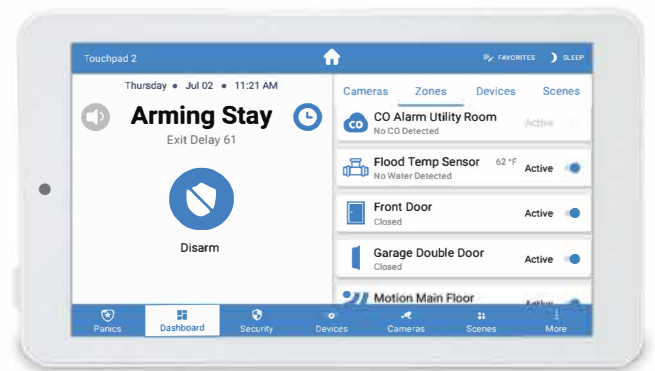 Touchpad 2
FAVORITES
SLEEP
Thursday • Jul 02 • 11:21 AM
Arming Stay
Exit Delay 61
Disarm
Cameras Zones Devices Scenes
CO
CO Alarm Utility Room
No CO Detected
Active
Flood Temp Sensor 62 °F
No Water Detected
Active
Front Door
Closed
Active
Garage Double Door
Closed
Active
Motion Main Floor
Active
Panics Dashboard Security Devices Cameras Scenes More